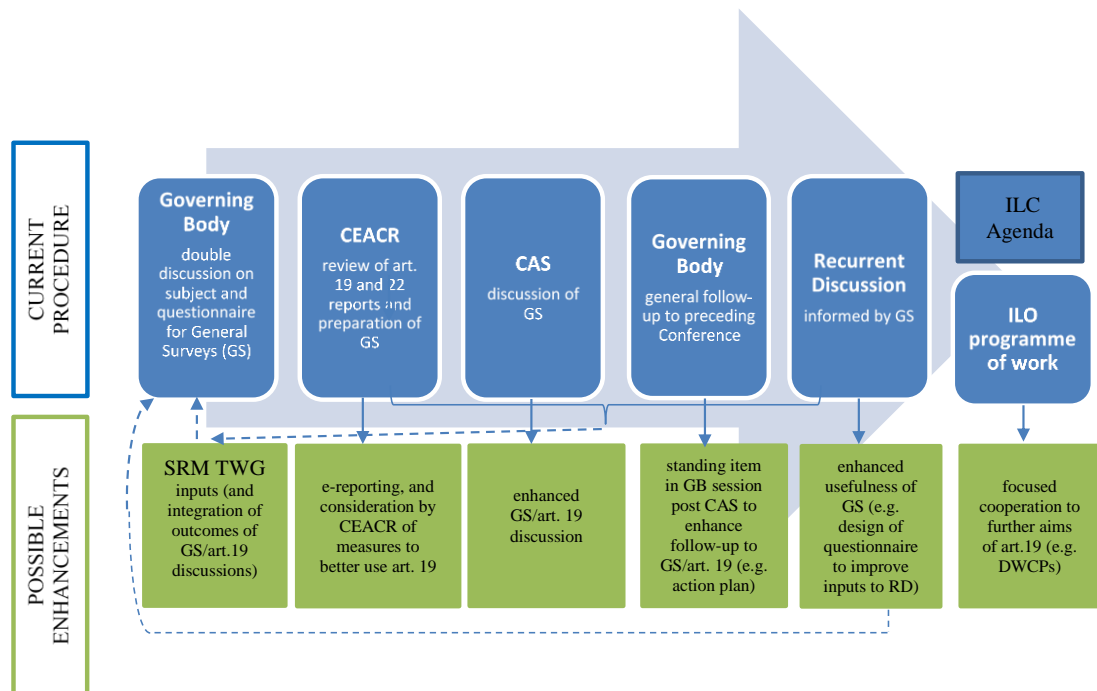 CURRENT
PROCEDURE
Governing
Body
double
discussion on
subject and
questionnaire
for General
Surveys (GS)
CEACR
review of art.
19 and 22
reports and
preparation of
GS
CAS
discussion of
GS
Governing
Body
general follow-
up to preceding
Conference
Recurrent
Discussion
informed by GS
ILC
Agenda
ILO
programme
of work
POSSIBLE
ENHANCEMENTS
SRM TWG
inputs (and
integration of
outcomes of
GS/art.19
discussions)
e-reporting, and
consideration by
CEACR of
measures to
better use art. 19
enhanced
GS/art. 19
discussion
standing item
in GB session
post CAS to
enhance
follow-up to
GS/art. 19 (e.g.
action plan)
enhanced
usefulness of
GS (e.g.
design of
questionnaire
to improve
inputs to RD)
focused
cooperation to
further aims
of art.19 (e.g.
DWCPs)